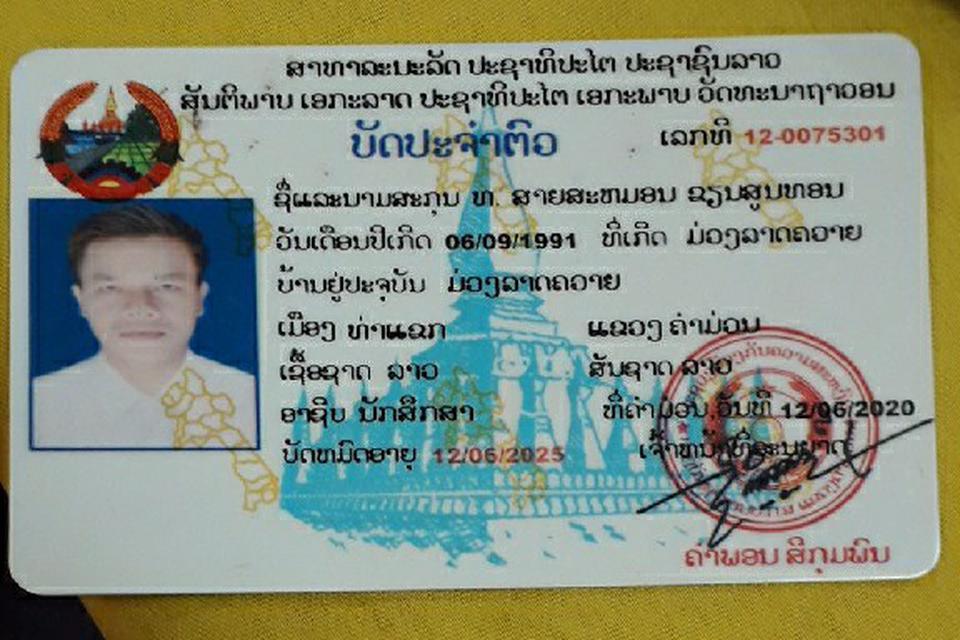 ສາທາລະນະລັດ ປະຊາທິປະໄຕ ປະຊາຊົນລາວ
ສັນຕິພາບ ເອກະລາດ ປະຊາທິປະໄຕ ເອກະພາບ ວັດທະນາຖາວອນ
ບັດປະຈຳຕົວ ເລກທີ 12-0075301
ຊື່ແລະນາມສະກຸນ ທ. ສາຍສະຫມອນ ຊຽນສູນທອນ
ວັນເດືອນປີເກີດ 06/09/1991 ທີ່ເກີດ ມ່ວງລາດຄວາຍ
ບ້ານຢູ່ປະຈຸບັນ ມ່ວງລາດຄວາຍ
ເມືອງ ທ່າແຂກ ແຂວງ ຄຳມ່ວນ
ເຊື້ອຊາດ ລາວ ສັນຊາດ ລາວ
ອາຊີບ ນັກສຶກສາ ທີ່ຄຳມ່ວນ,ວັນທີ 12/06/2020
ບັດຫມົດອາຍຸ 12/06/2025 ເຈົ້າຫນ້າທີ່ອະນຸຍາດ
ຄຳພອນ ສີກຸມພົນ